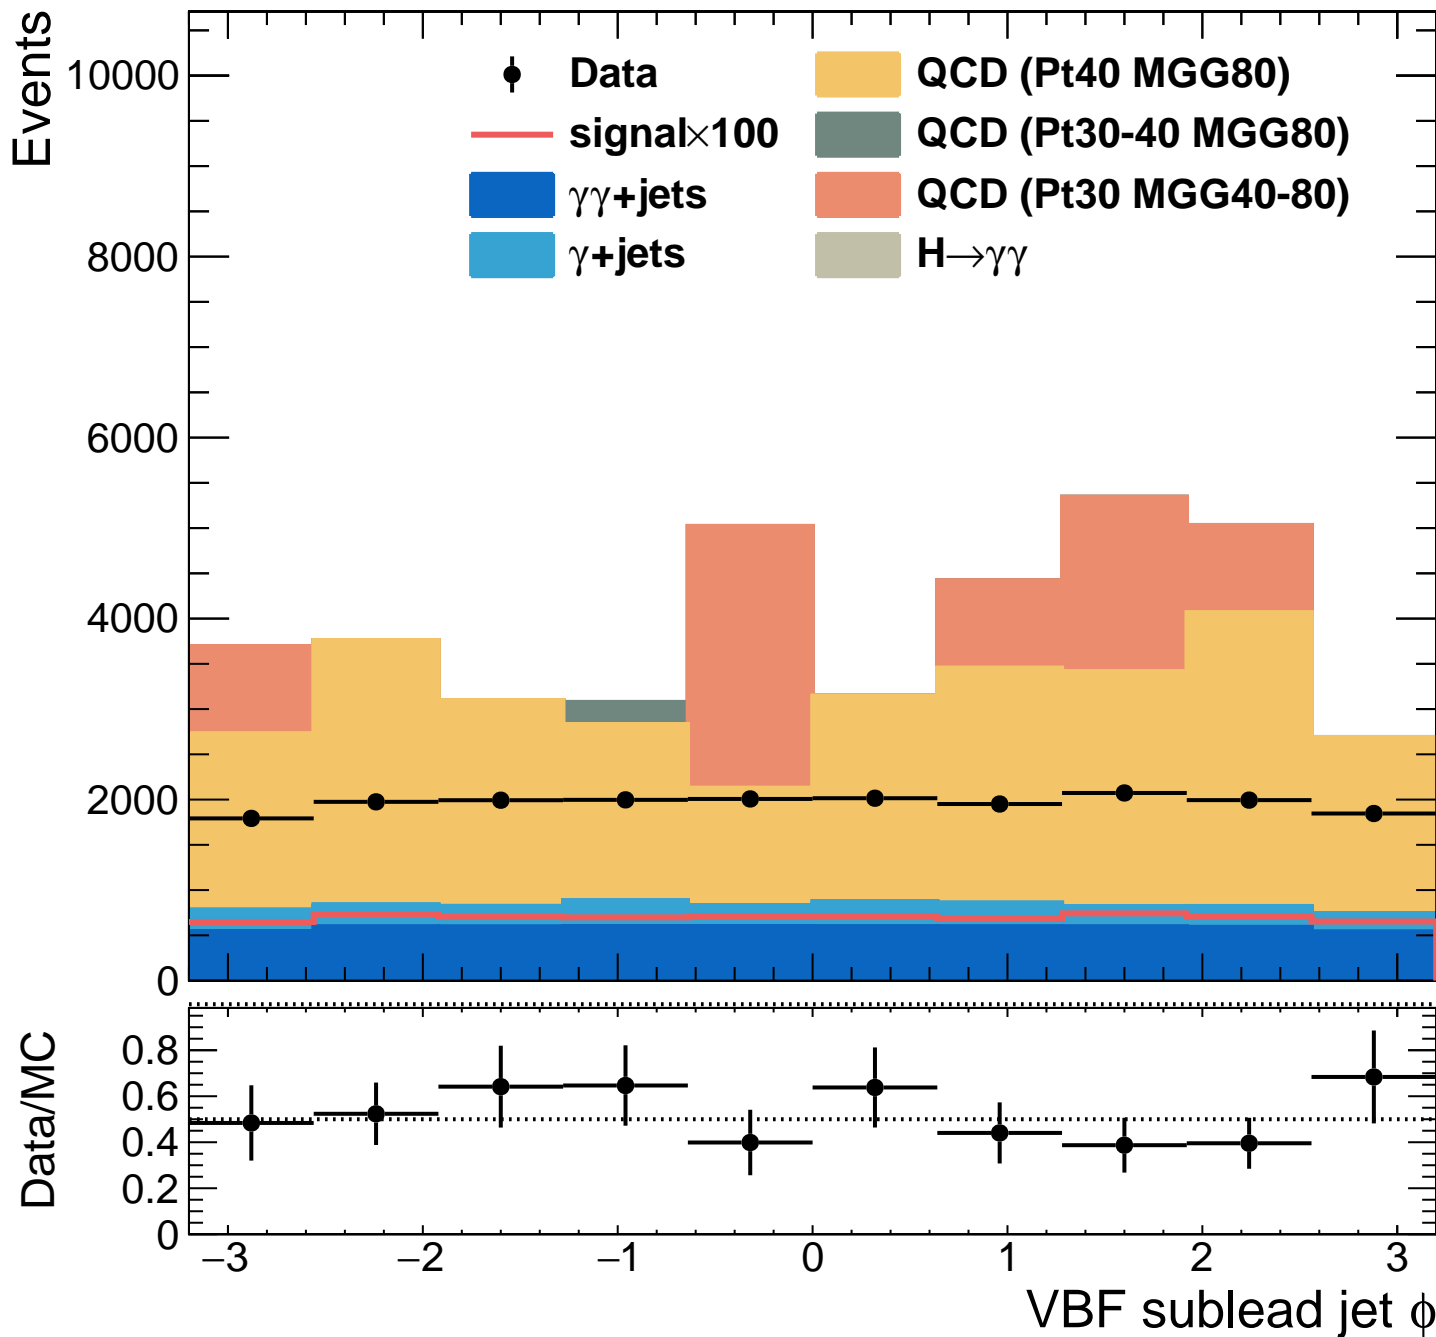 Events
10000
8000
6000
4000
2000
0
Data
signal×100
γγ+jets
γ+jets
QCD (Pt40 MGG80)
QCD (Pt30-40 MGG80)
QCD (Pt30 MGG40-80)
H→γγ
Data/MC
0.8
0.6
0.4
0.2
0
−3 −2 −1 0 1 2 3
VBF sublead jet ϕ